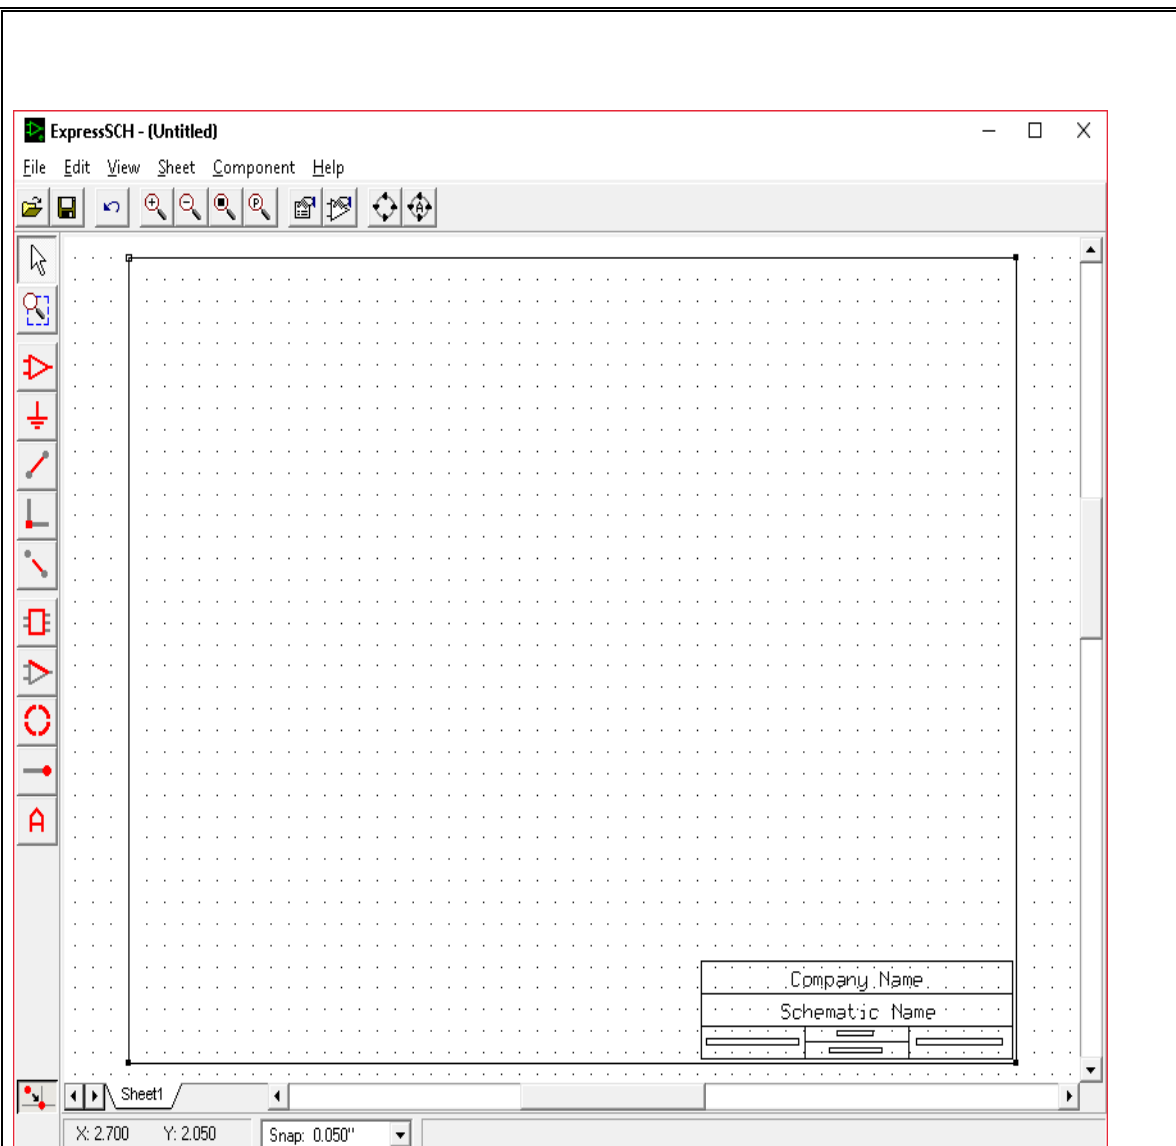 ExpressSCH - (Untitled)
File Edit View Sheet Component Help
P
A
A
Company Name
Schematic Name
Sheet1
X: 2.700 Y: 2.050 Snap: 0.050"